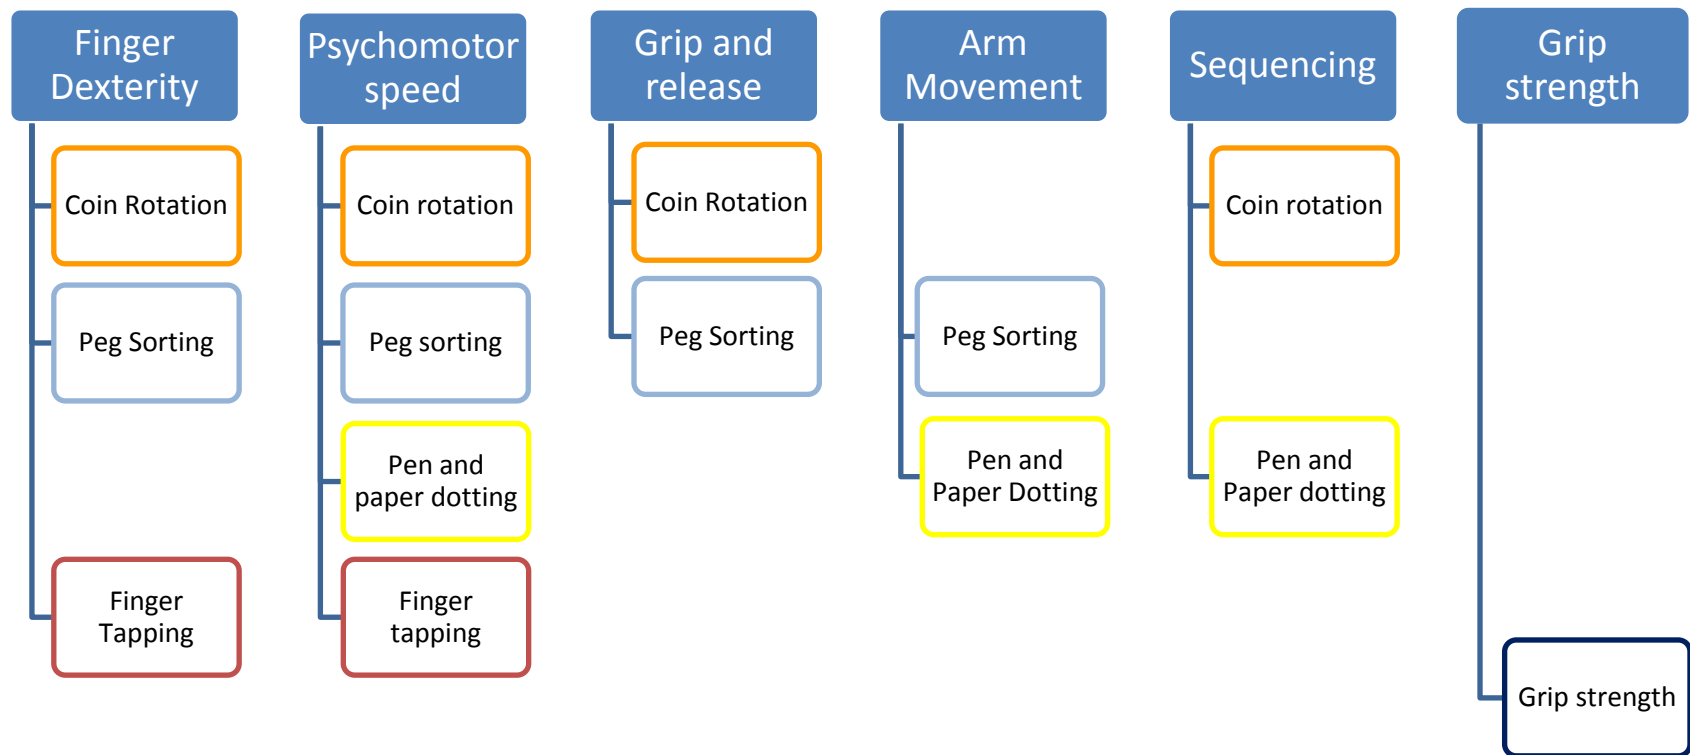 Finger
Dexterity
Coin Rotation
Peg Sorting
Finger
Tapping
Psychomotor
speed
Coin rotation
Peg sorting
Pen and
paper dotting
Finger
tapping
Grip and
release
Coin Rotation
Peg Sorting
Arm
Movement
Peg Sorting
Pen and
Paper Dotting
Sequencing
Coin rotation
Pen and
Paper dotting
Grip
strength
Grip strength